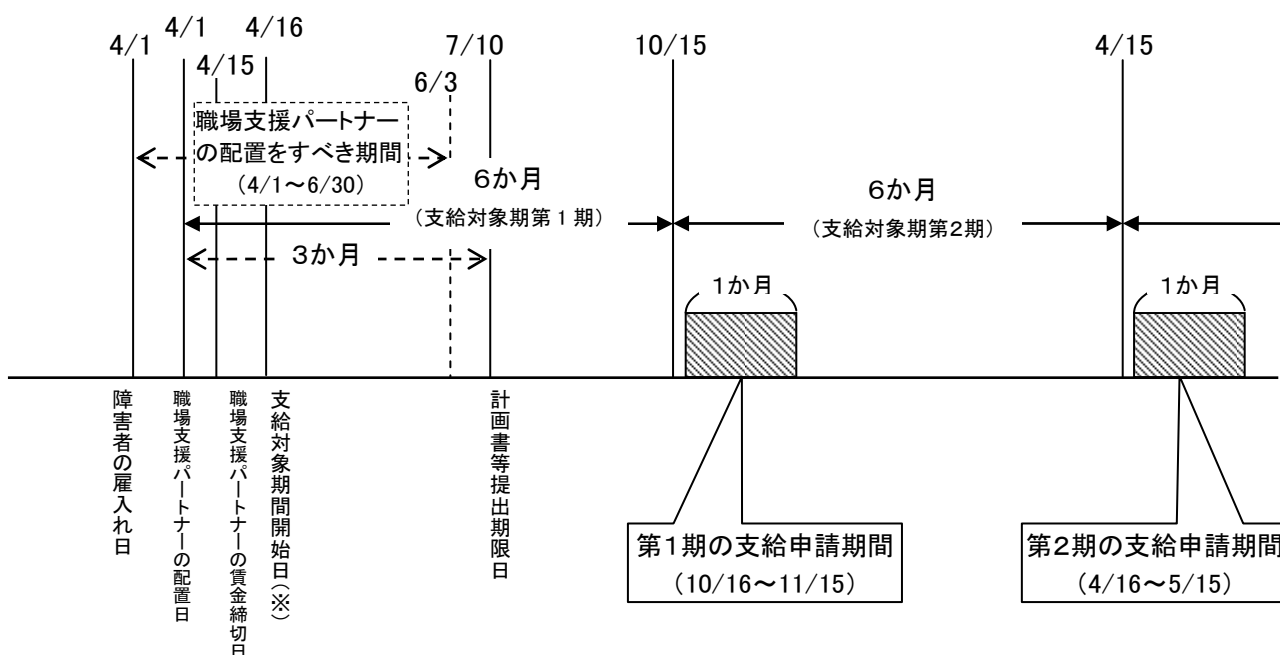 4/1
4/1
4/16
7/10
10/15
4/15
4/15
6/3
職場支援パートナー
の配置をすべき期間
(4/1～6/30)
6か月
(支給対象期第1期)
6か月
(支給対象期第2期)
3か月
1か月
1か月
障害者の雇入れ日
職場支援パートナーの配置日
職場支援パートナーの賃金締切日
支給対象期間開始日(※)
計画書等提出期限日
第1期の支給申請期間
(10/16～11/15)
第2期の支給申請期間
(4/16～5/15)